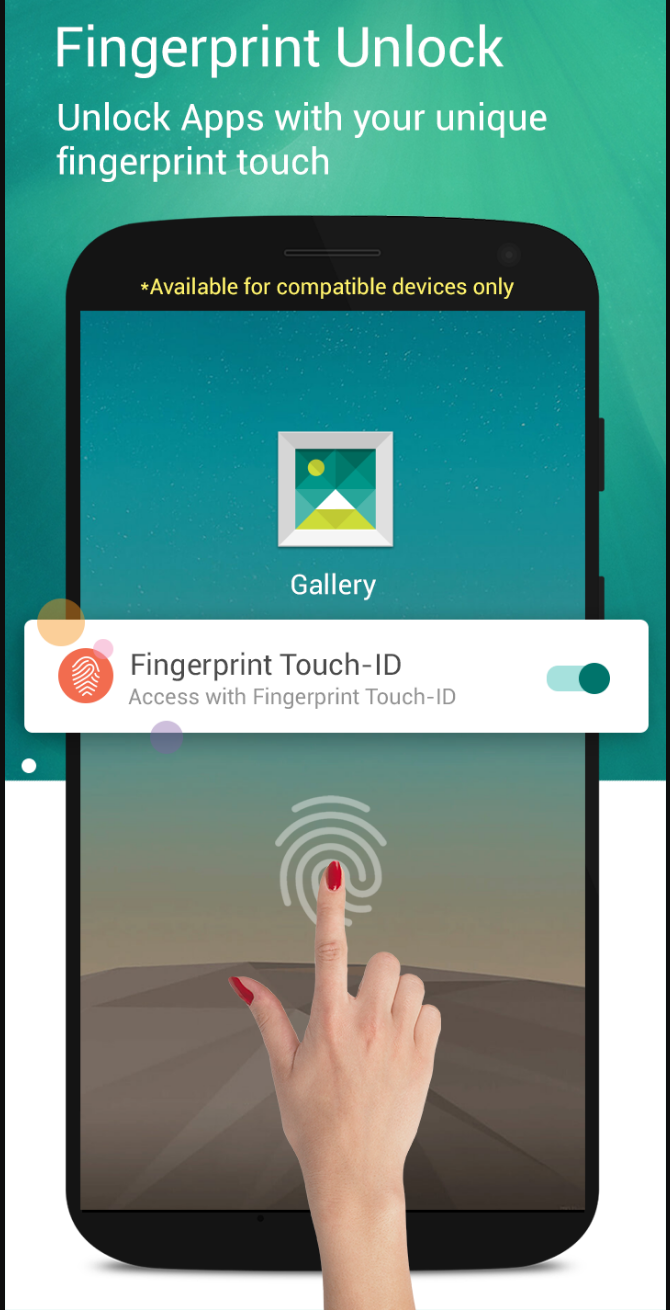 Fingerprint Unlock
Unlock Apps with your unique
fingerprint touch
*Available for compatible devices only
Gallery
Fingerprint Touch-ID
Access with Fingerprint Touch-ID